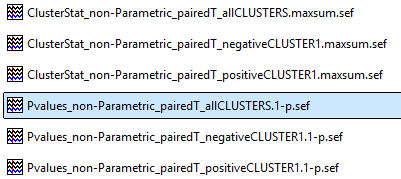 ClusterStat_non-Parametric_pairedT_allCLUSTERS.maxsum.sef
ClusterStat_non-Parametric_pairedT_negativeCLUSTER1.maxsum.sef
ClusterStat_non-Parametric_pairedT_positiveCLUSTER1.maxsum.sef
Pvalues_non-Parametric_pairedT_allCLUSTERS.1-p.sef
Pvalues_non-Parametric_pairedT_negativeCLUSTER1.1-p.sef
Pvalues_non-Parametric_pairedT_positiveCLUSTER1.1-p.sef